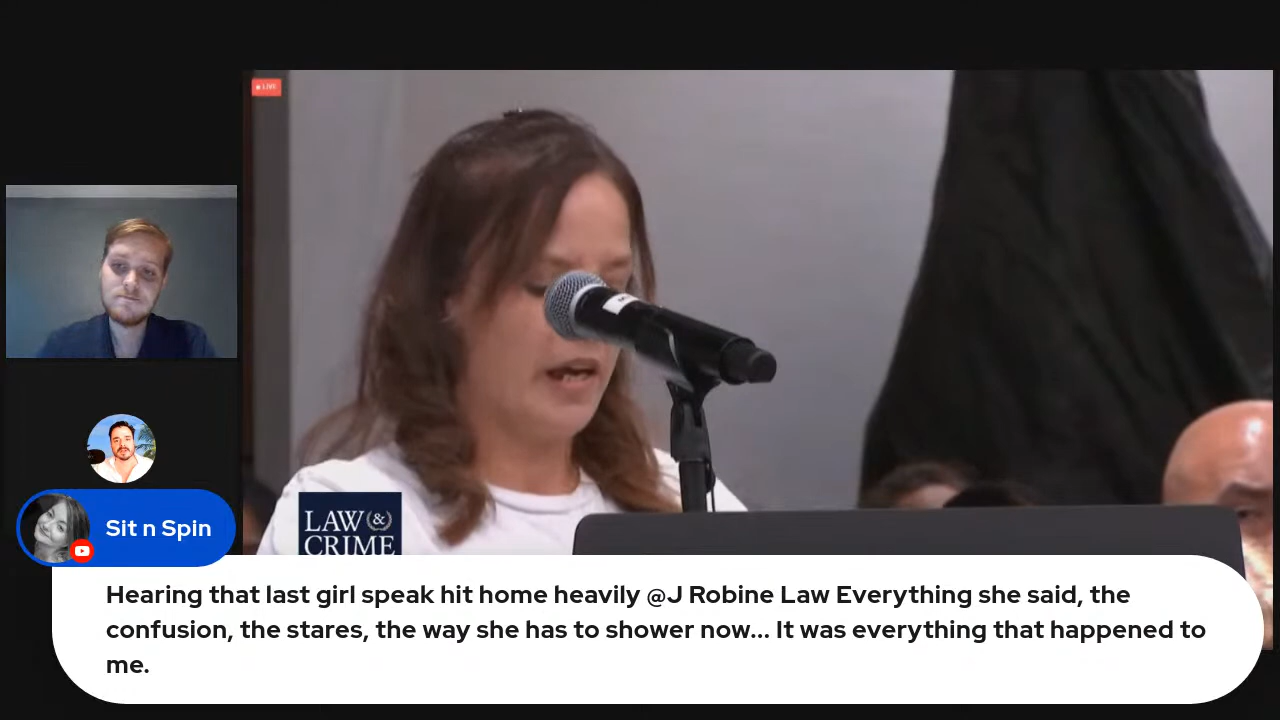 LIVE
LAW &
CRIME
Sit n Spin
Hearing that last girl speak hit home heavily @J Robine Law Everything she said, the
confusion, the stares, the way she has to shower now... It was everything that happened to
me.